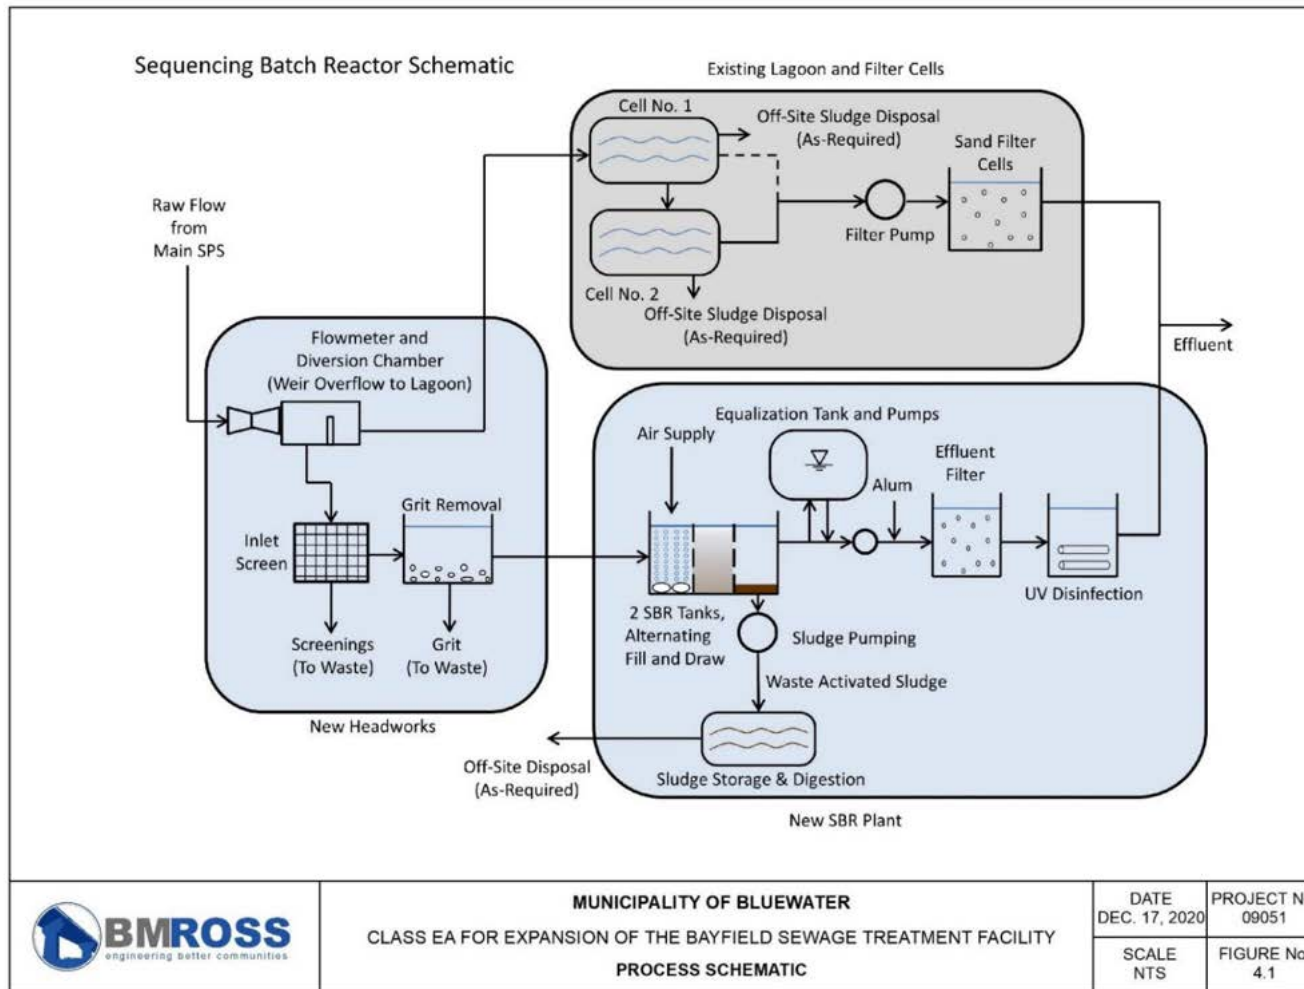 Sequencing Batch Reactor Schematic
Existing Lagoon and Filter Cells
Cell No. 1
Off-Site Sludge Disposal
(As-Required)
Sand Filter
Cells
Raw Flow
from
Main SPS
Filter Pump
Cell No. 2
Off-Site Sludge Disposal
(As-Required)
Effluent
Flowmeter and
Diversion Chamber
(Weir Overflow to Lagoon)
Grit Removal
Inlet
Screen
Screenings
(To Waste)
Grit
(To Waste)
New Headworks
Equalization Tank and Pumps
Air Supply
Alum
Effluent
Filter
UV Disinfection
2 SBR Tanks,
Alternating
Fill and Draw
Sludge Pumping
Waste Activated Sludge
Off-Site Disposal
(As-Required)
Sludge Storage & Digestion
New SBR Plant
BMROSS
engineering better communities
MUNICIPALITY OF BLUEWATER
CLASS EA FOR EXPANSION OF THE BAYFIELD SEWAGE TREATMENT FACILITY
PROCESS SCHEMATIC
DATE
DEC. 17, 2020
PROJECT N
09051
SCALE
NTS
FIGURE No
4.1